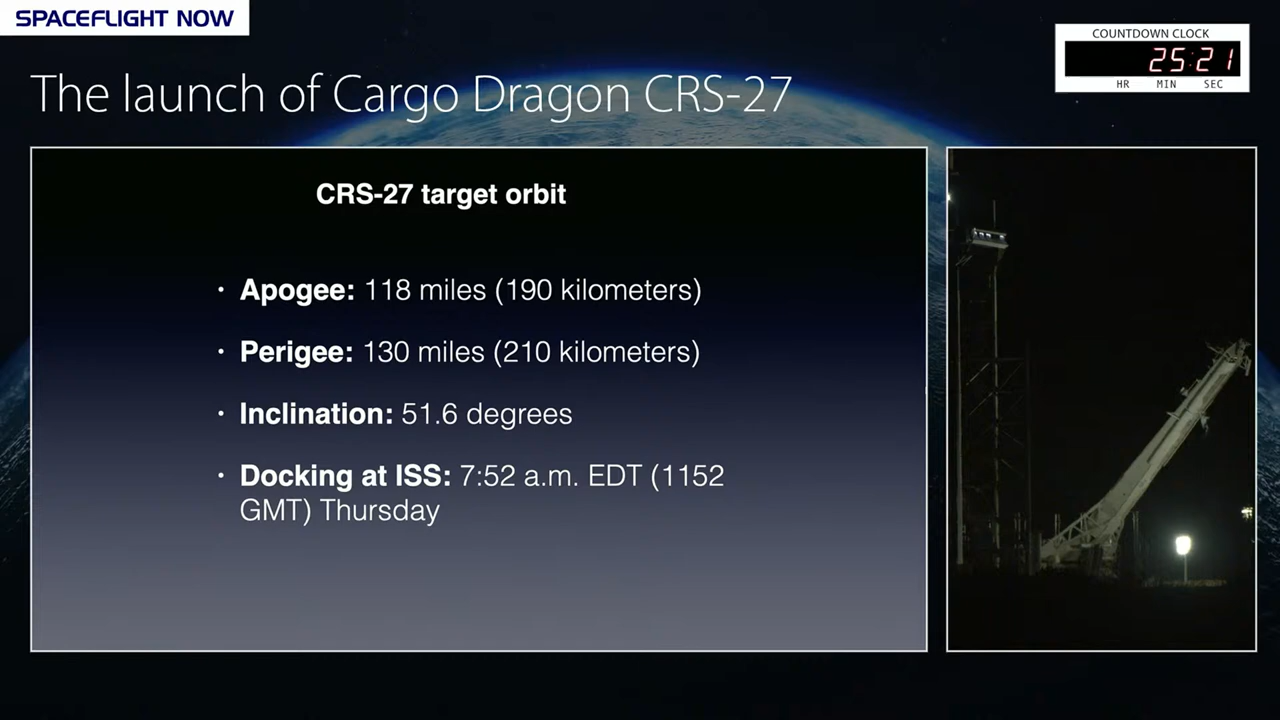 SPACEFLIGHT NOW
COUNTDOWN CLOCK
25:21
HR MIN SEC
The launch of Cargo Dragon CRS-27
CRS-27 target orbit
· Apogee: 118 miles (190 kilometers)
· Perigee: 130 miles (210 kilometers)
· Inclination: 51.6 degrees
· Docking at ISS: 7:52 a.m. EDT (1152
GMT) Thursday